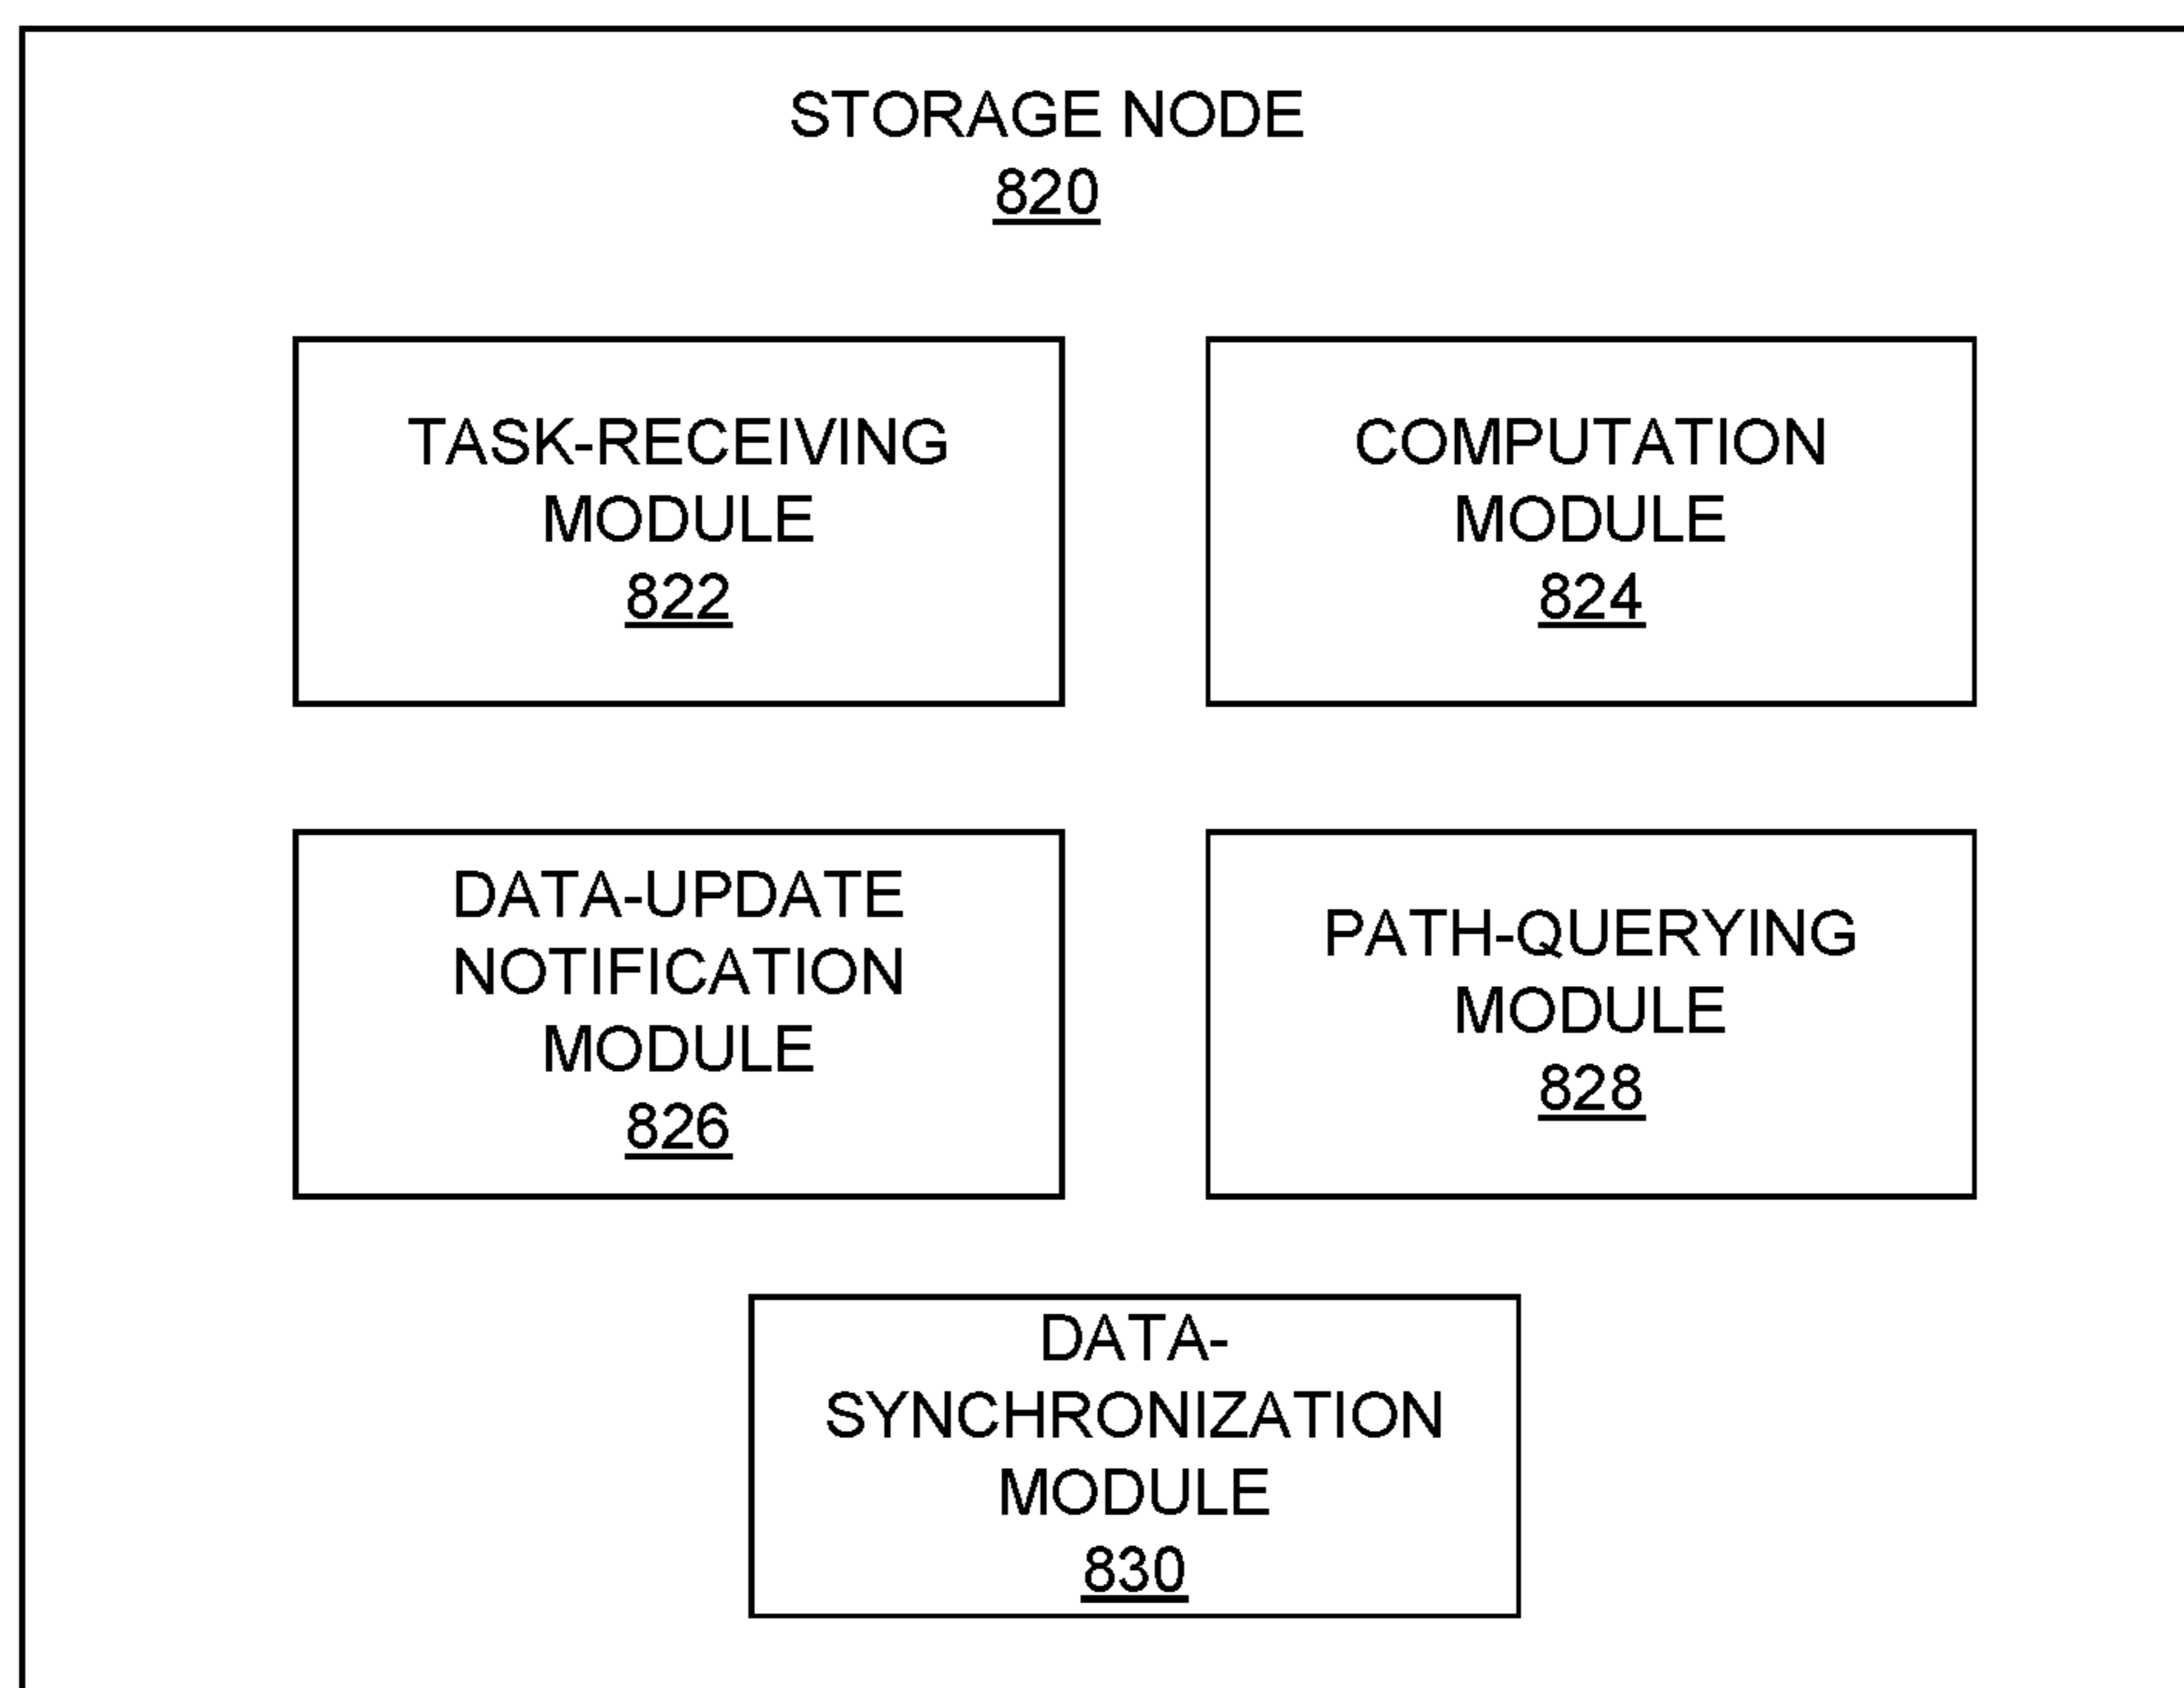 STORAGE NODE
820
TASK-RECEIVING
MODULE
822
COMPUTATION
MODULE
824
DATA-UPDATE
NOTIFICATION
MODULE
826
PATH-QUERYING
MODULE
828
DATA-
SYNCHRONIZATION
MODULE
830